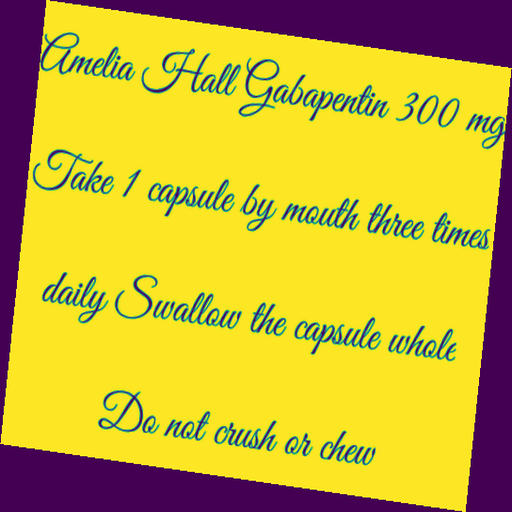 Amelia Hall Gabapentin 300 mg
Take 1 capsule by mouth three times
daily Swallow the capsule whole
Do not crush or chew